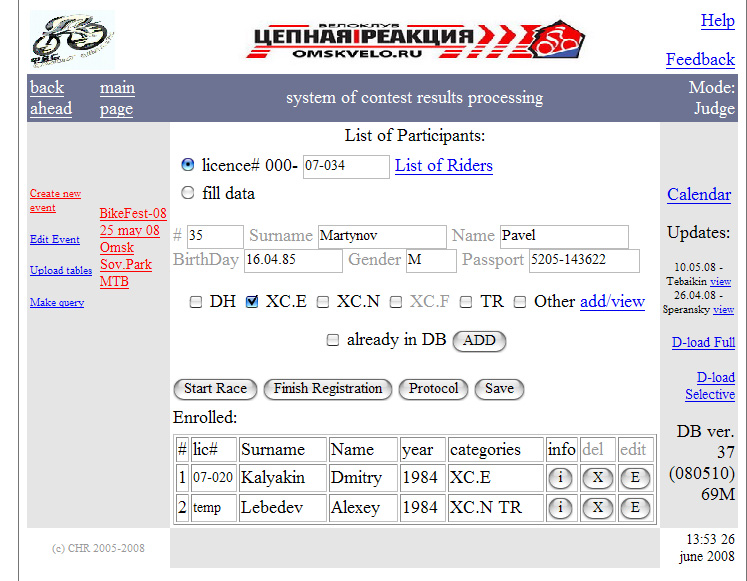 БЕЛОКЛУБ
ЦЕПНАЯ РЕАКЦИЯ
OMSKVELO.RU
Help
Feedback
back
ahead
main
page
system of contest results processing
Mode:
Judge
Create new
event
Edit Event
Upload tables
Make query
BikeFest-08
25 may 08
Omsk
Sov.Park
MTB
List of Participants:
licence# 000- 07-034 List of Riders
fill data
# 35 Surname Martynov Name Pavel
BirthDay 16.04.85 Gender M Passport 5205-143622
DH XC.E XC.N XC.F TR Other add/view
already in DB ADD
Start Race Finish Registration Protocol Save
Enrolled:
# lic# Surname Name year categories info del edit
1 07-020 Kalyakin Dmitry 1984 XC.E i X E
2 temp Lebedev Alexey 1984 XC.N TR i X E
Calendar
Updates:
10.05.08 -
Tebaikin view
26.04.08 -
Speransky view
D-load Full
D-load
Selective
DB ver.
37
(080510)
69M
(c) CHR 2005-2008
13:53 26
june 2008